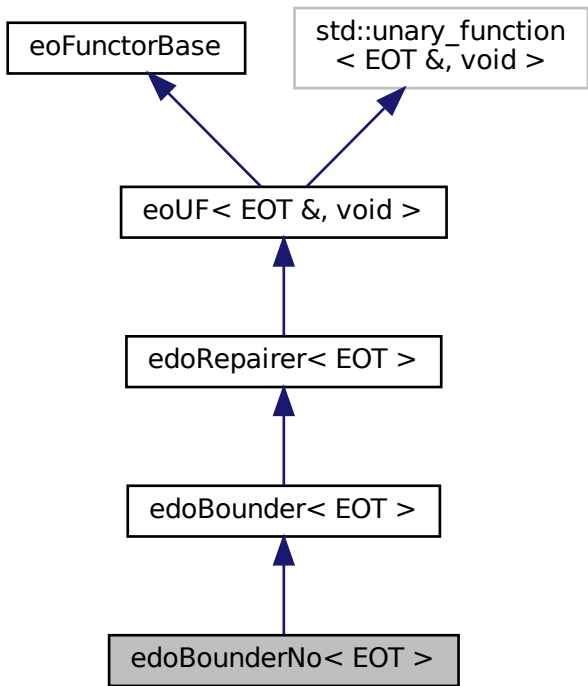 eoFunctorBase
std::unary_function
< EOT &, void >
eoUF< EOT &, void >
edoRepairer< EOT >
edoBounder< EOT >
edoBounderNo< EOT >